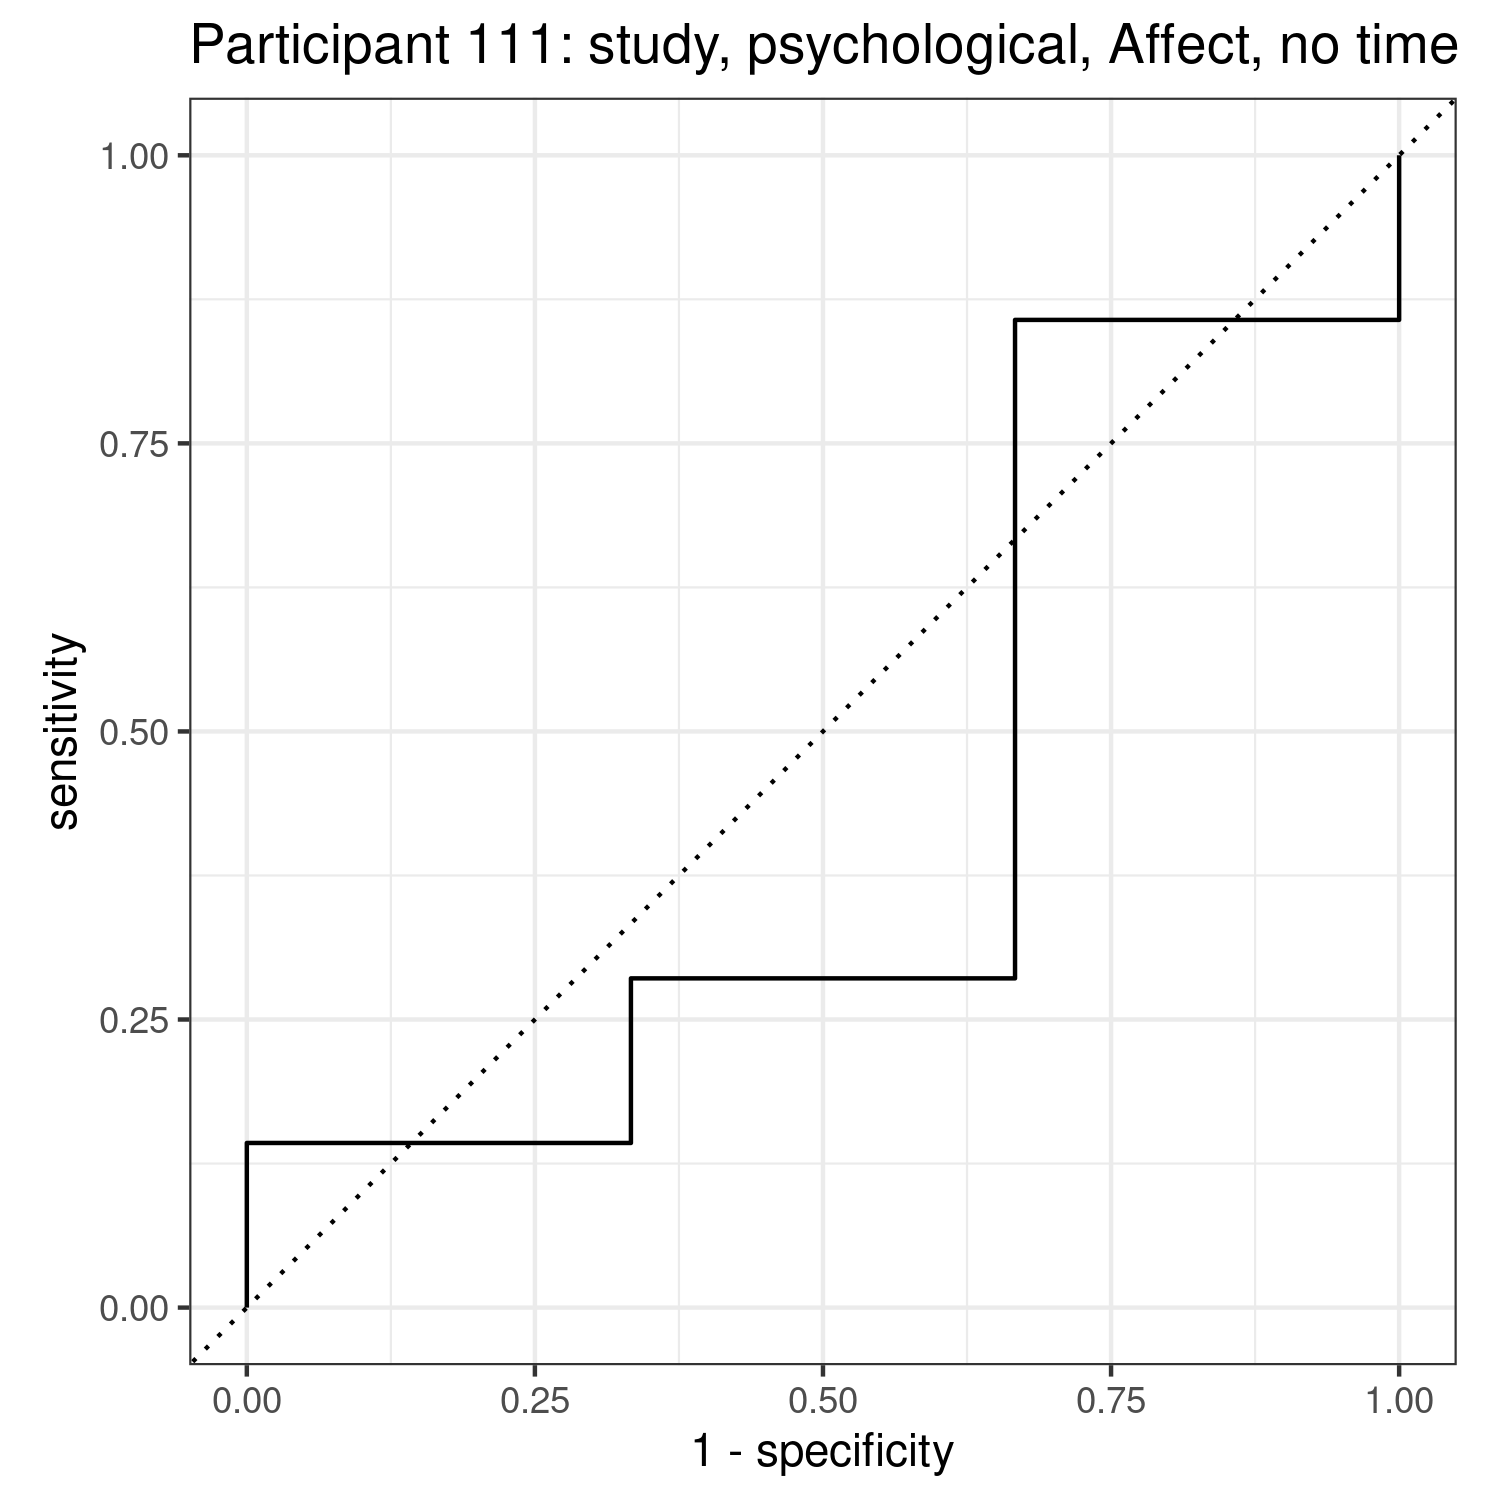 Participant 111: study, psychological, Affect, no time
1.00
0.75
0.50
0.25
0.00
sensitivity
0.00 0.25 0.50 0.75 1.00
1 - specificity